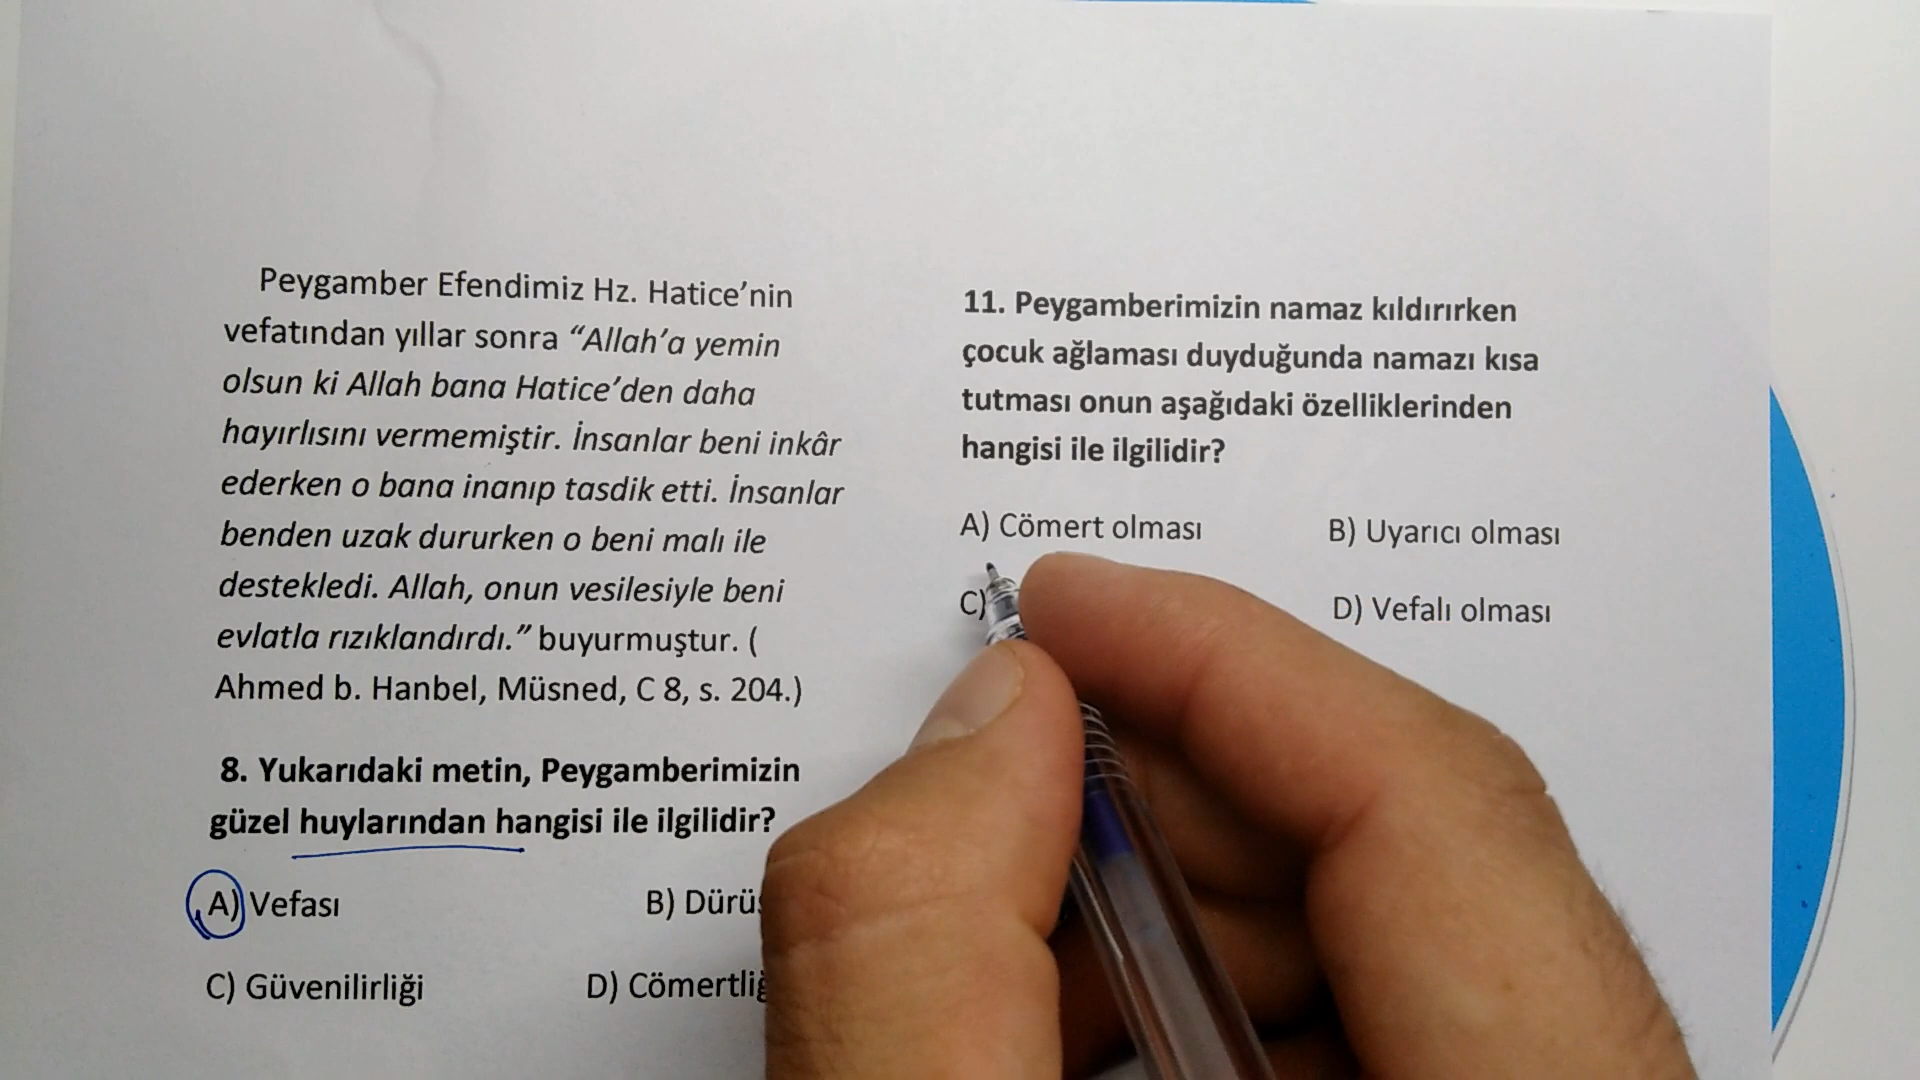 Peygamber Efendimiz Hz. Hatice’nin
vefatından yıllar sonra “Allah’a yemin
olsun ki Allah bana Hatice’den daha
hayırlısını vermemiştir. İnsanlar beni inkâr
ederken o bana inanıp tasdik etti. İnsanlar
benden uzak dururken o beni malı ile
destekledi. Allah, onun vesilesiyle beni
evlatla rızıklandırdı.” buyurmuştur. (
Ahmed b. Hanbel, Müsned, C 8, s. 204.)
8. Yukarıdaki metin, Peygamberimizin
güzel huylarından hangisi ile ilgilidir?
A) Vefası
B)
C) Güvenilirliği
D)
11. Peygamberimizin namaz kıldırırken
çocuk ağlaması duyduğunda namazı kısa
tutması onun aşağıdaki özelliklerinden
hangisi ile ilgilidir?
A) Cömert olması
B) Uyarıcı olması
C)
D) Vefalı olması